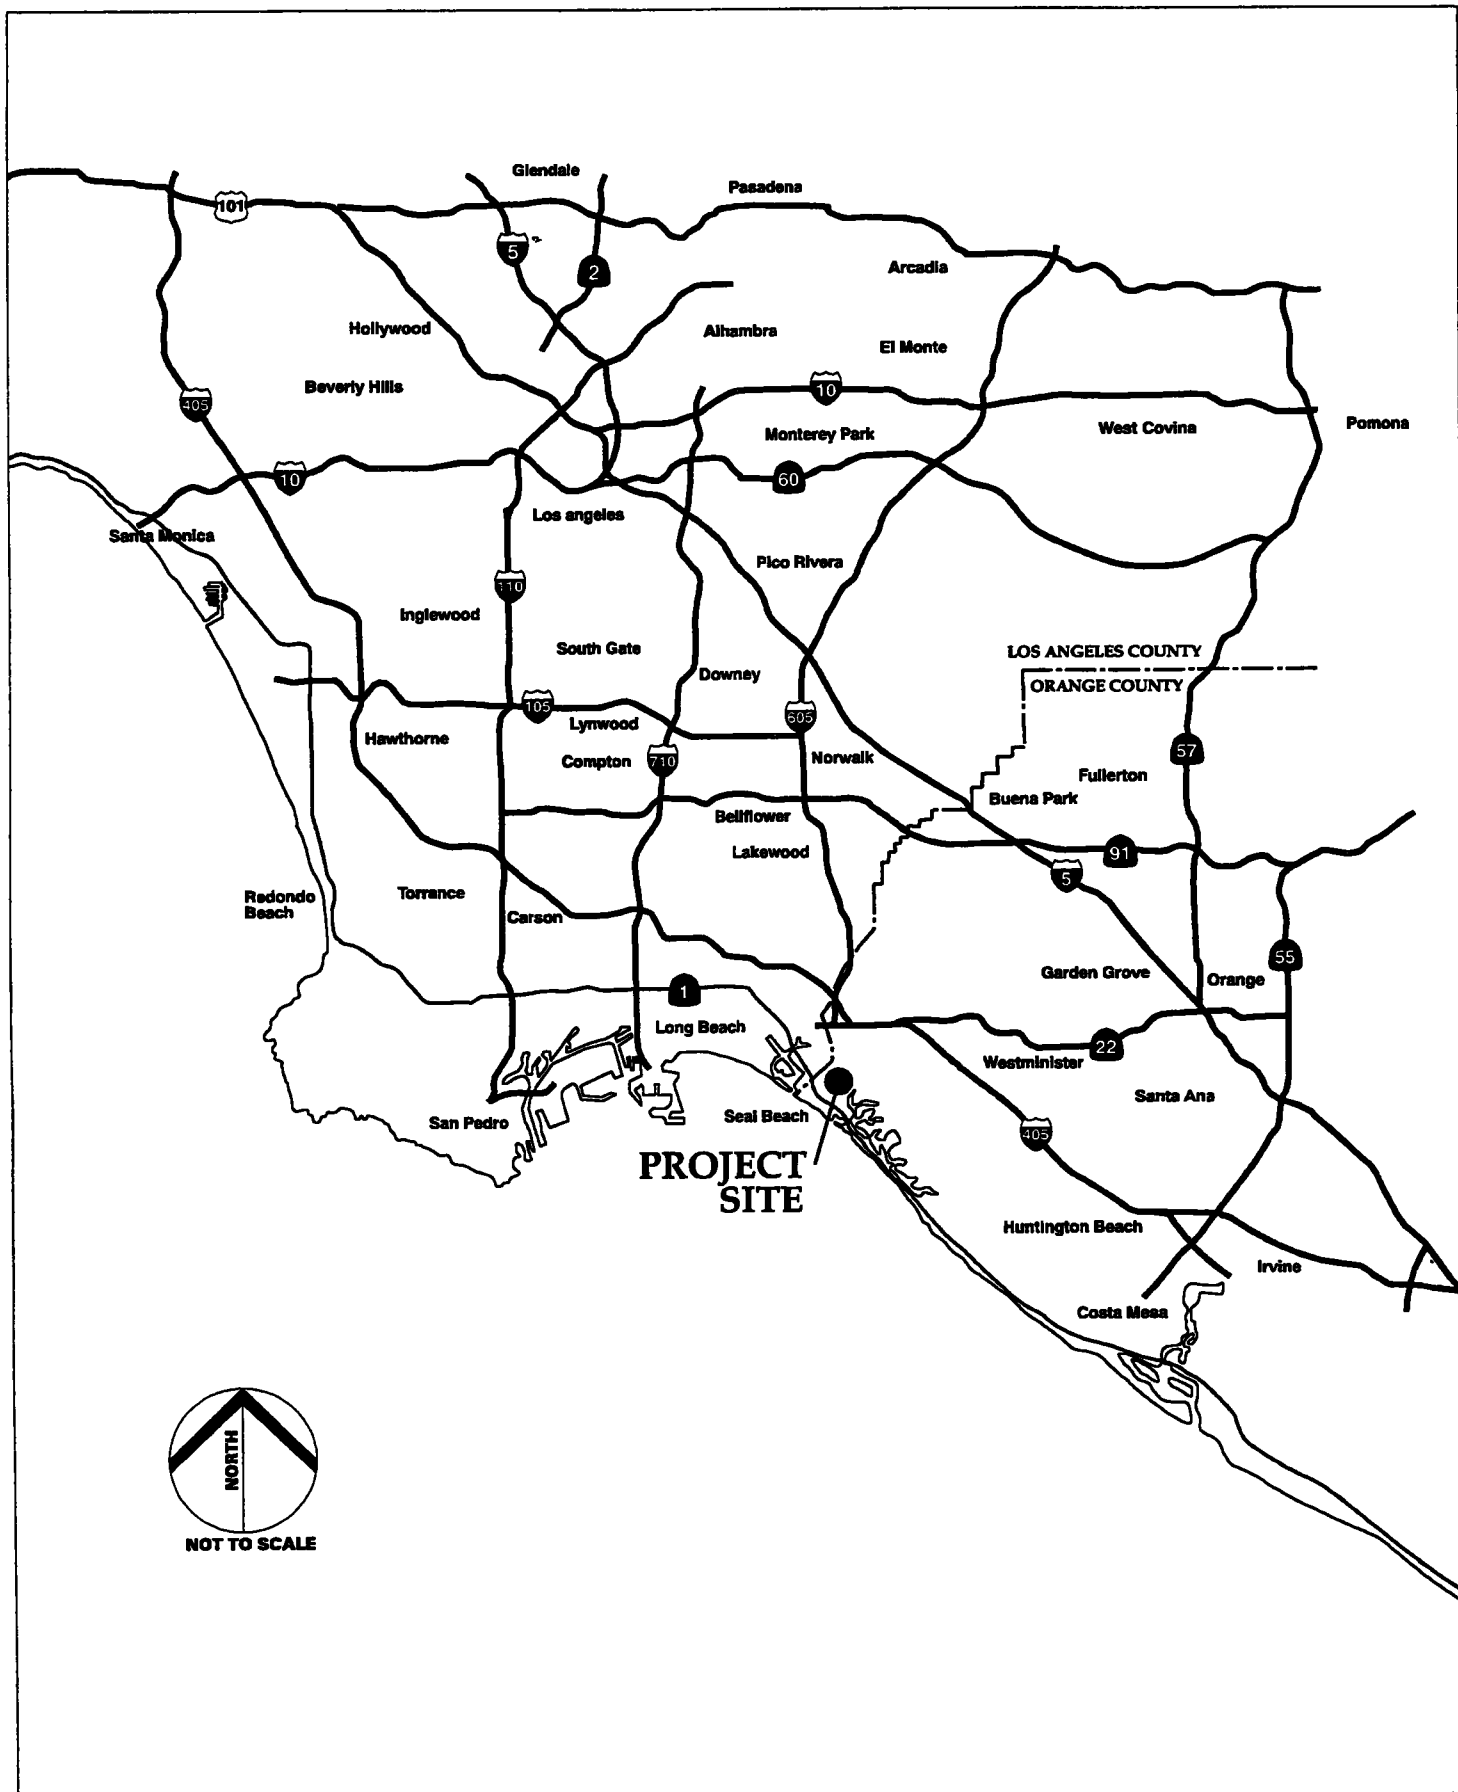 Glendale
Pasadena
101
5
2
Arcadia
Hollywood
Alhambra
El Monte
Beverly Hills
10
405
West Covina
Pomona
Monterey Park
10
60
Los angeles
Santa Monica
Pico Rivera
110
Inglewood
South Gate
LOS ANGELES COUNTY
Downey
ORANGE COUNTY
105
605
Lynwood
Hawthorne
57
Compton
710
Norwalk
Fullerton
Buena Park
Bellflower
Lakewood
91
5
Redondo
Beach
Torrance
Carson
55
Garden Grove
Orange
1
Long Beach
22
Westminister
Santa Ana
San Pedro
Seal Beach
405
PROJECT
SITE
Huntington Beach
Irvine
Costa Mesa
NORTH
NOT TO SCALE